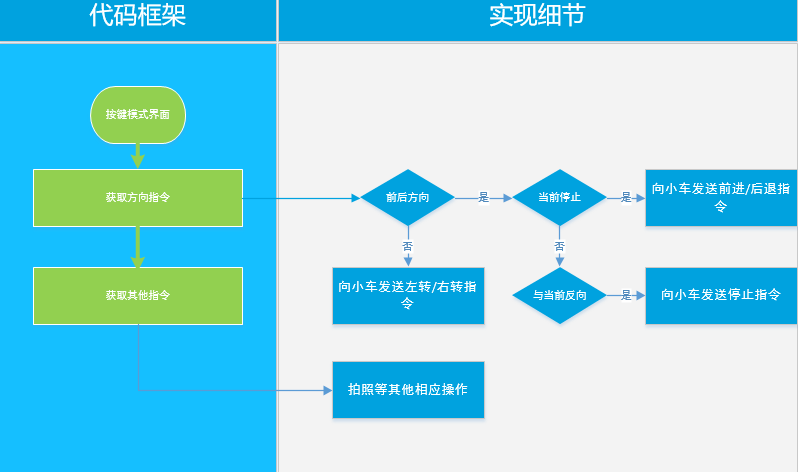 代码框架
实现细节
按键模式界面
获取方向指令
前后方向
是
当前停止
是
向小车发送前进/后退指
令
否
否
获取其他指令
向小车发送左转/右转指
令
与当前反向
是
向小车发送停止指令
拍照等其他相应操作